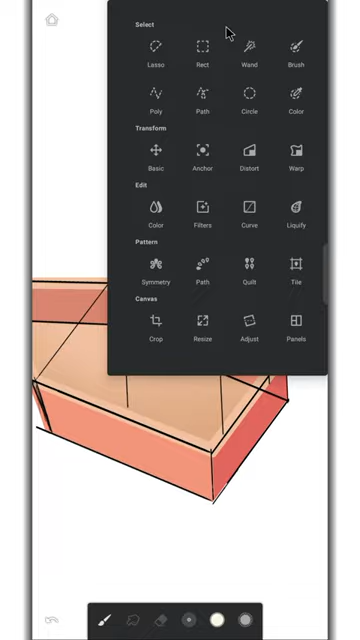 Select
Lasso Rect Wand Brush
Poly Path Circle Color
Transform
Basic Anchor Distort Warp
Edit
Color Filters Curve Liquify
Pattern
Symmetry Path Quilt Tile
Canvas
Crop Resize Adjust Panels